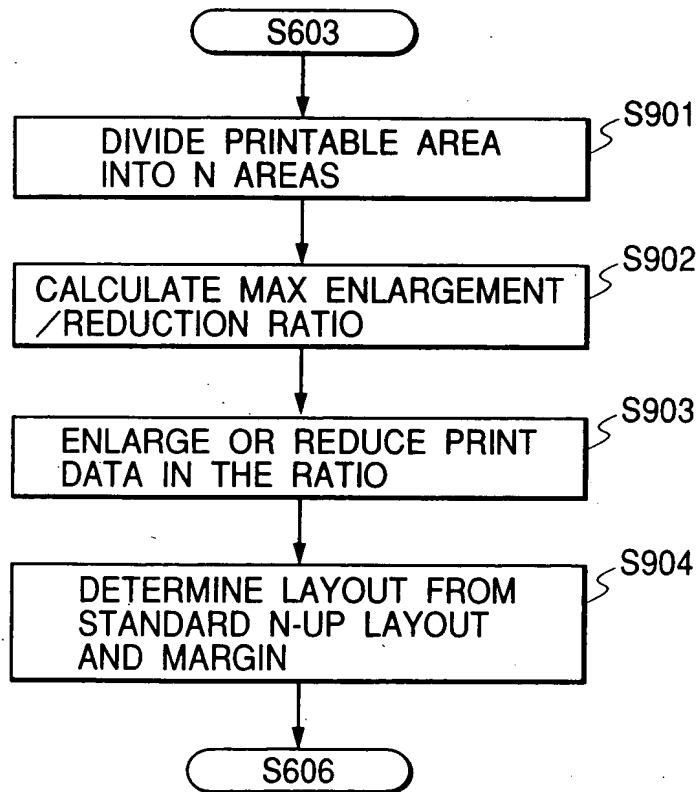 S603
S901
DIVIDE PRINTABLE AREA
INTO N AREAS
S902
CALCULATE MAX ENLARGEMENT
/REDUCTION RATIO
S903
ENLARGE OR REDUCE PRINT
DATA IN THE RATIO
S904
DETERMINE LAYOUT FROM
STANDARD N-UP LAYOUT
AND MARGIN
S606